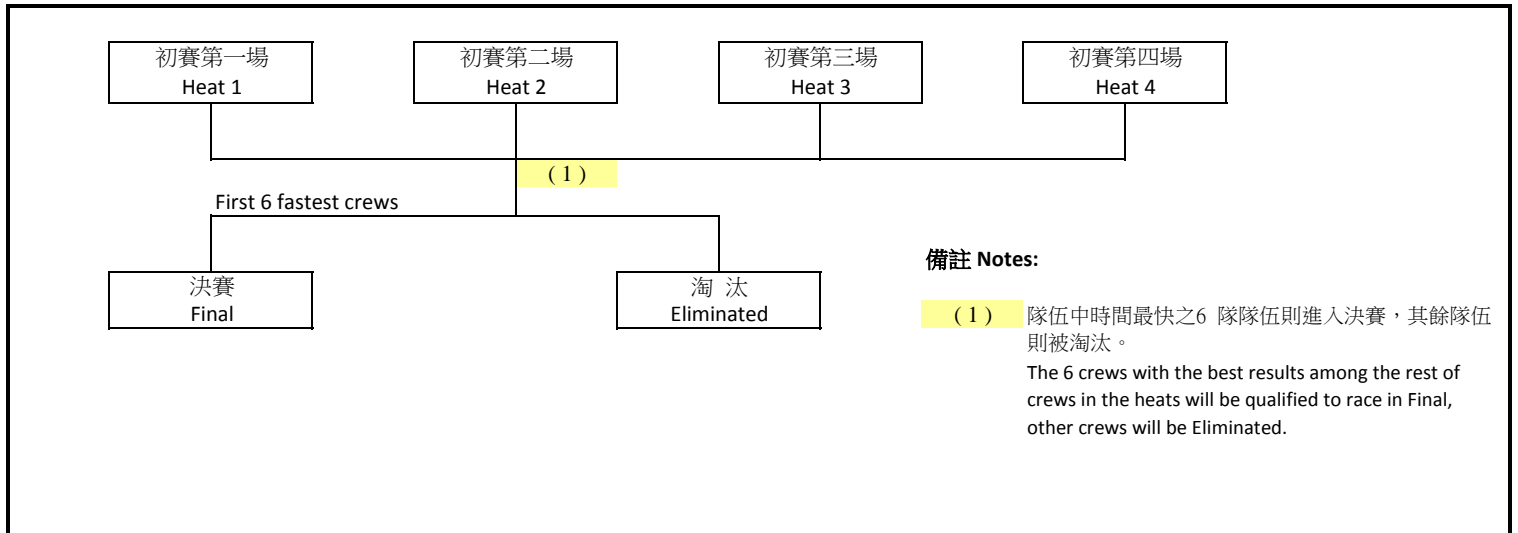 初賽第一場
Heat 1
初賽第二場
Heat 2
初賽第三場
Heat 3
初賽第四場
Heat 4
( 1 )
First 6 fastest crews
決賽
Final
淘 汰
Eliminated
備註 Notes:
( 1 ) 隊伍中時間最快之6 隊隊伍則進入決賽，其餘隊伍
則被淘汰。
The 6 crews with the best results among the rest of
crews in the heats will be qualified to race in Final,
other crews will be Eliminated.